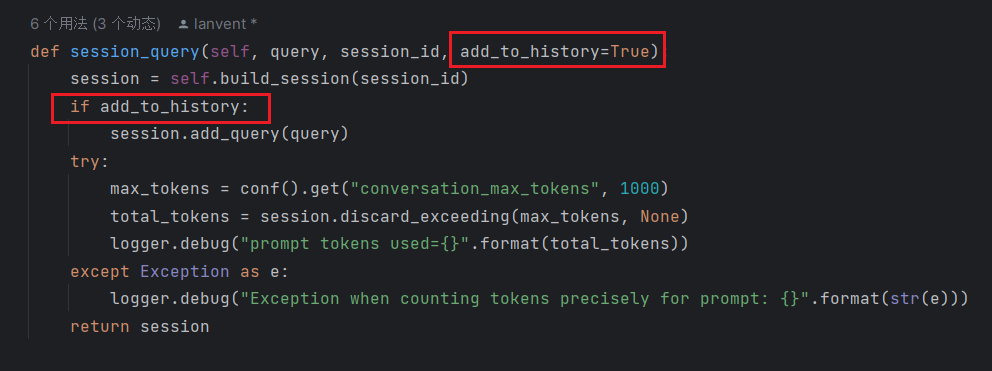 6 个用法 (3 个动态) lanvent *
def session_query(self, query, session_id, add_to_history=True)
session = self.build_session(session_id)
if add_to_history:
session.add_query(query)
try:
max_tokens = conf().get("conversation_max_tokens", 1000)
total_tokens = session.discard_exceeding(max_tokens, None)
logger.debug("prompt tokens used={}".format(total_tokens))
except Exception as e:
logger.debug("Exception when counting tokens precisely for prompt: {}".format(str(e)))
return session